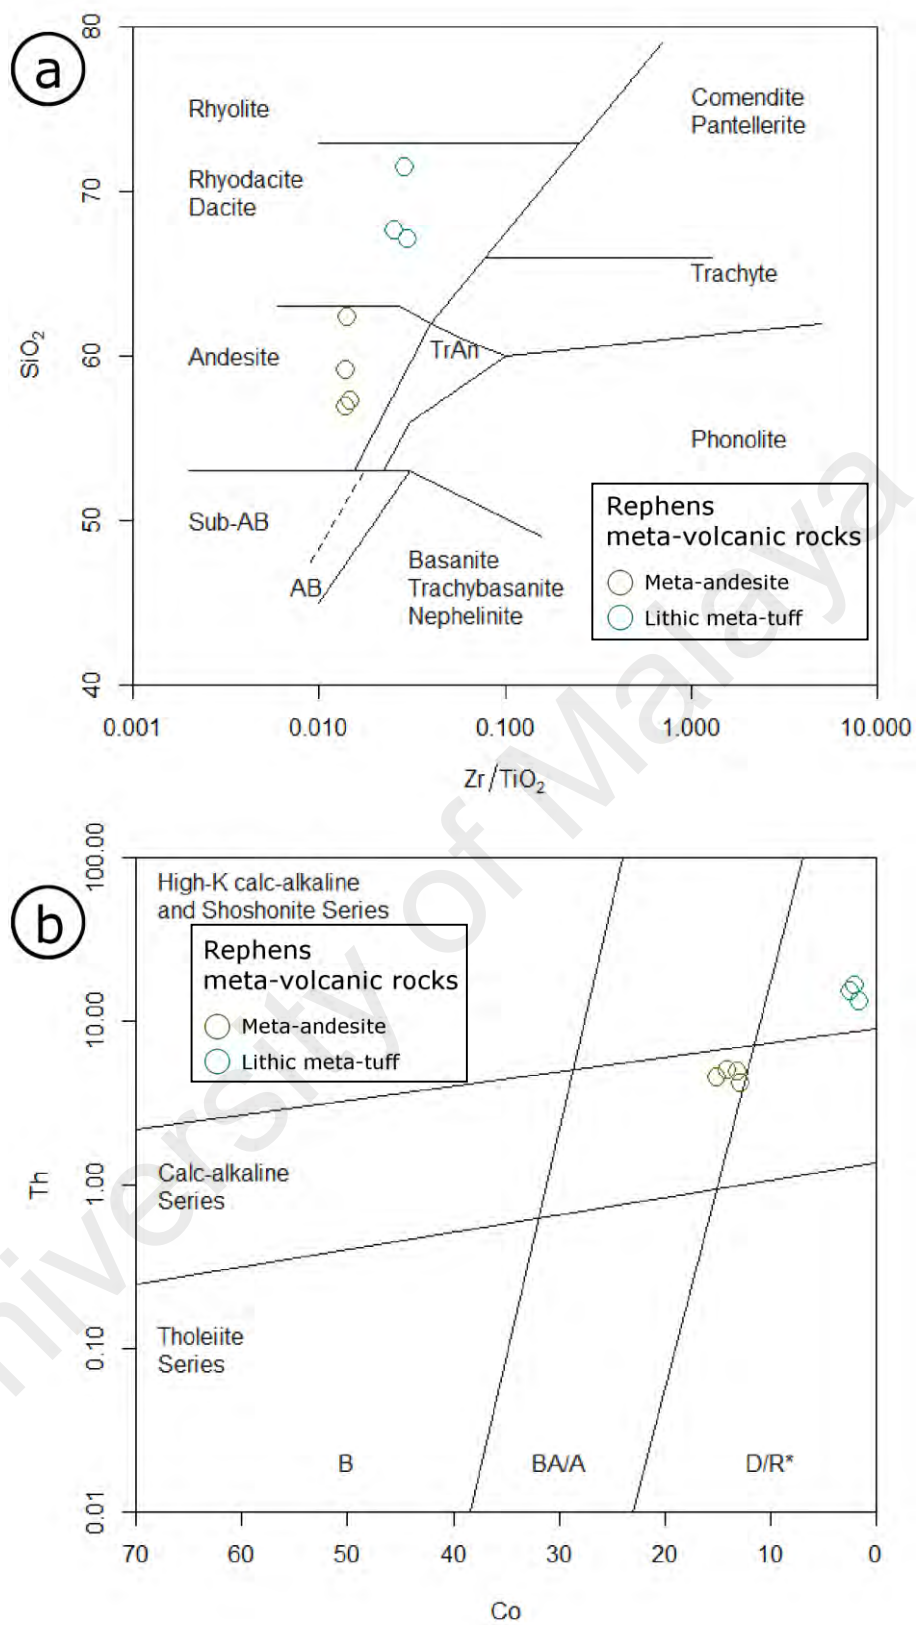 a
80
70
60
50
40
SiO2
Rhyolite
Comendite
Pantellerite
Rhyodacite
Dacite
Trachyte
Andesite
TrAn
Phonolite
Sub-AB
AB
Basanite
Trachybasanite
Nephelinite
Rephens
meta-volcanic rocks
Meta-andesite
Lithic meta-tuff
0.001 0.010 0.100 1.000 10.000
Zr/TiO2
b
100.00
10.00
1.00
0.10
0.01
Th
High-K calc-alkaline
and Shoshonite Series
Rephens
meta-volcanic rocks
Meta-andesite
Lithic meta-tuff
Calc-alkaline
Series
Tholeiite
Series
B BA/A D/R*
70 60 50 40 30 20 10 0
Co
University of Malaya